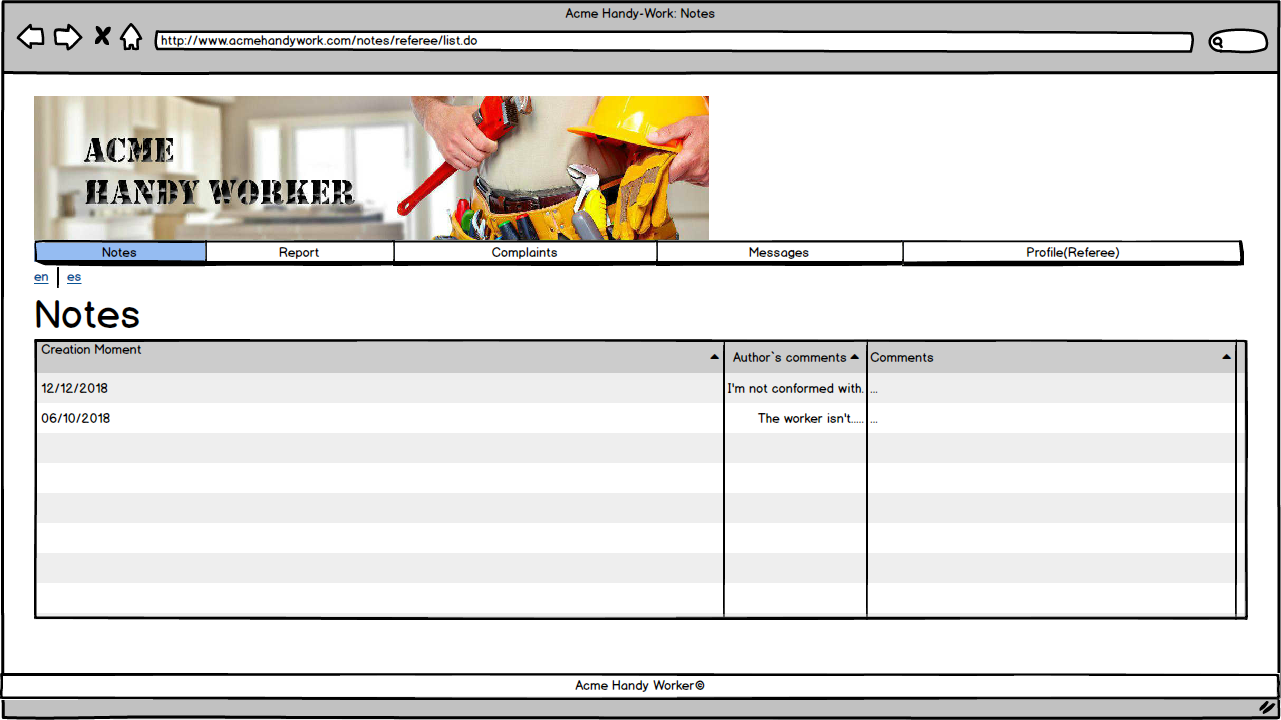 Acme Handy-Work: Notes
http://www.acmehandywork.com/notes/referee/list.do
ACME
HANDY WORKER
Notes Report Complaints Messages Profile(Referee)
en es
Notes
Creation Moment Author`s comments Comments
12/12/2018 I'm not conformed with. ...
06/10/2018 The worker isn't..... ...
Acme Handy Worker©